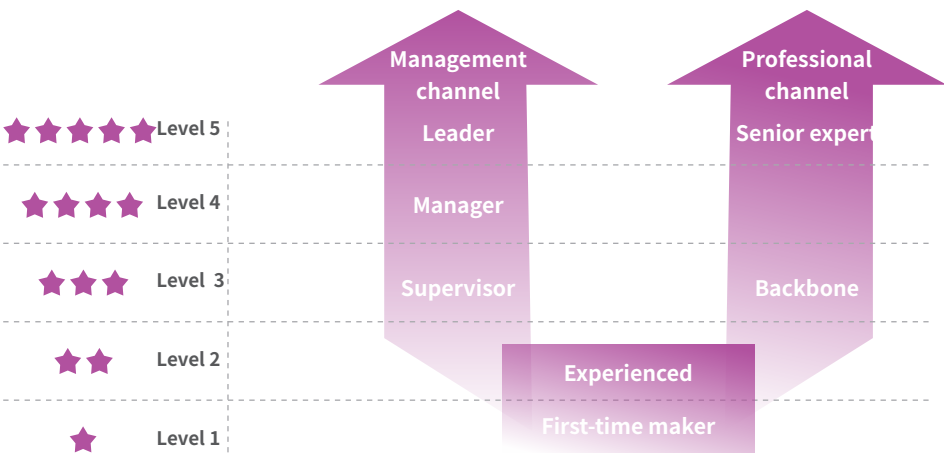 Management
channel
Professional
channel
Level 5
Leader
Senior expert
Level 4
Manager
Level 3
Supervisor
Backbone
Level 2
Experienced
Level 1
First-time maker